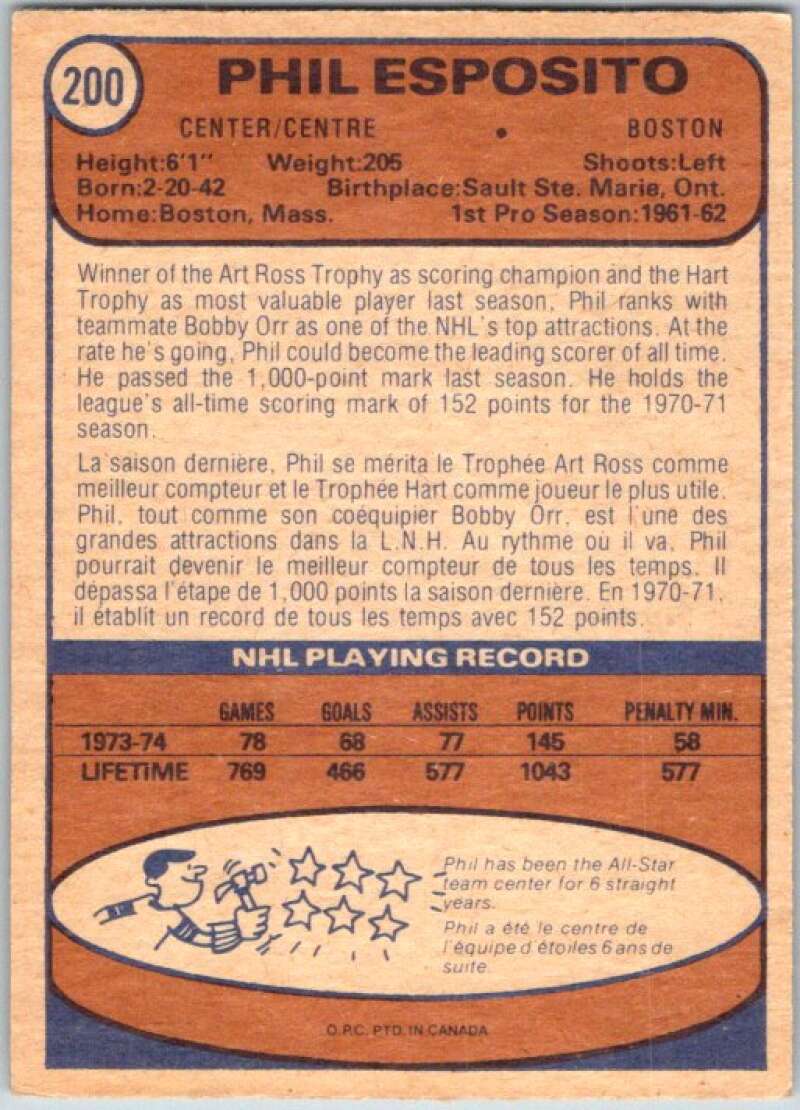 200
PHIL ESPOSITO
CENTER/CENTRE • BOSTON
Height:6'1" Weight:205 Shoots:Left
Born:2-20-42 Birthplace:Sault Ste. Marie, Ont.
Home:Boston, Mass. 1st Pro Season:1961-62
Winner of the Art Ross Trophy as scoring champion and the Hart
Trophy as most valuable player last season, Phil ranks with
teammate Bobby Orr as one of the NHL's top attractions. At the
rate he's going, Phil could become the leading scorer of all time.
He passed the 1,000-point mark last season. He holds the
league's all-time scoring mark of 152 points for the 1970-71
season.
La saison dernière, Phil se mérita le Trophée Art Ross comme
meilleur compteur et le Trophée Hart comme joueur le plus utile.
Phil, tout comme son coéquipier Bobby Orr, est l'une des
grandes attractions dans la L.N.H. Au rythme où il va, Phil
pourrait devenir le meilleur compteur de tous les temps. Il
dépassa l'étape de 1,000 points la saison dernière. En 1970-71,
il établit un record de tous les temps avec 152 points.
NHL PLAYING RECORD
GAMES GOALS ASSISTS POINTS PENALTY MIN.
1973-74 78 68 77 145 58
LIFETIME 769 466 577 1043 577
Phil has been the All-Star
team center for 6 straight
years.
Phil a été le centre de
l'équipe d'étoiles 6 ans de
suite.
O.P.C. PTD. IN CANADA